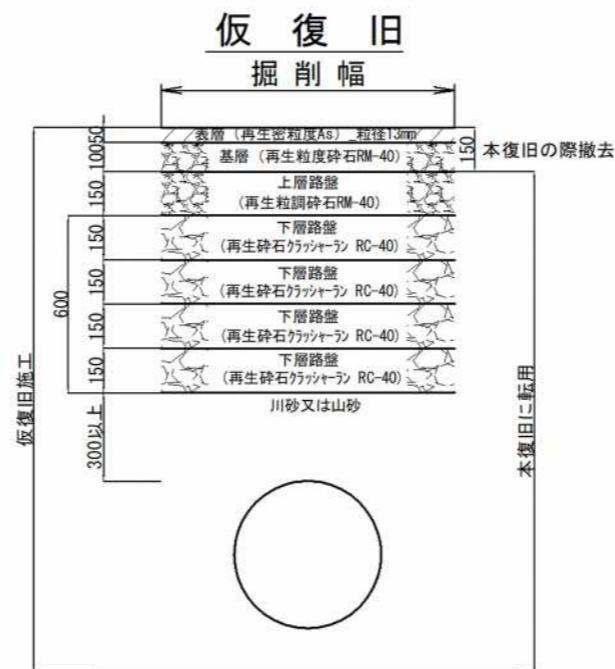 仮 復 旧
掘 削 幅
表層（再生密粒度As）_粒径13mm
基層（再生粒度砕石RM-40）
上層路盤
（再生粒調砕石RM-40）
下層路盤
（再生砕石クラッシャーラン RC-40）
下層路盤
（再生砕石クラッシャーラン RC-40）
下層路盤
（再生砕石クラッシャーラン RC-40）
下層路盤
（再生砕石クラッシャーラン RC-40）
川砂又は山砂
50
100
150
150
150
150
150
300以上
600
仮復旧施工
150
本復旧の際撤去
本復旧に転用